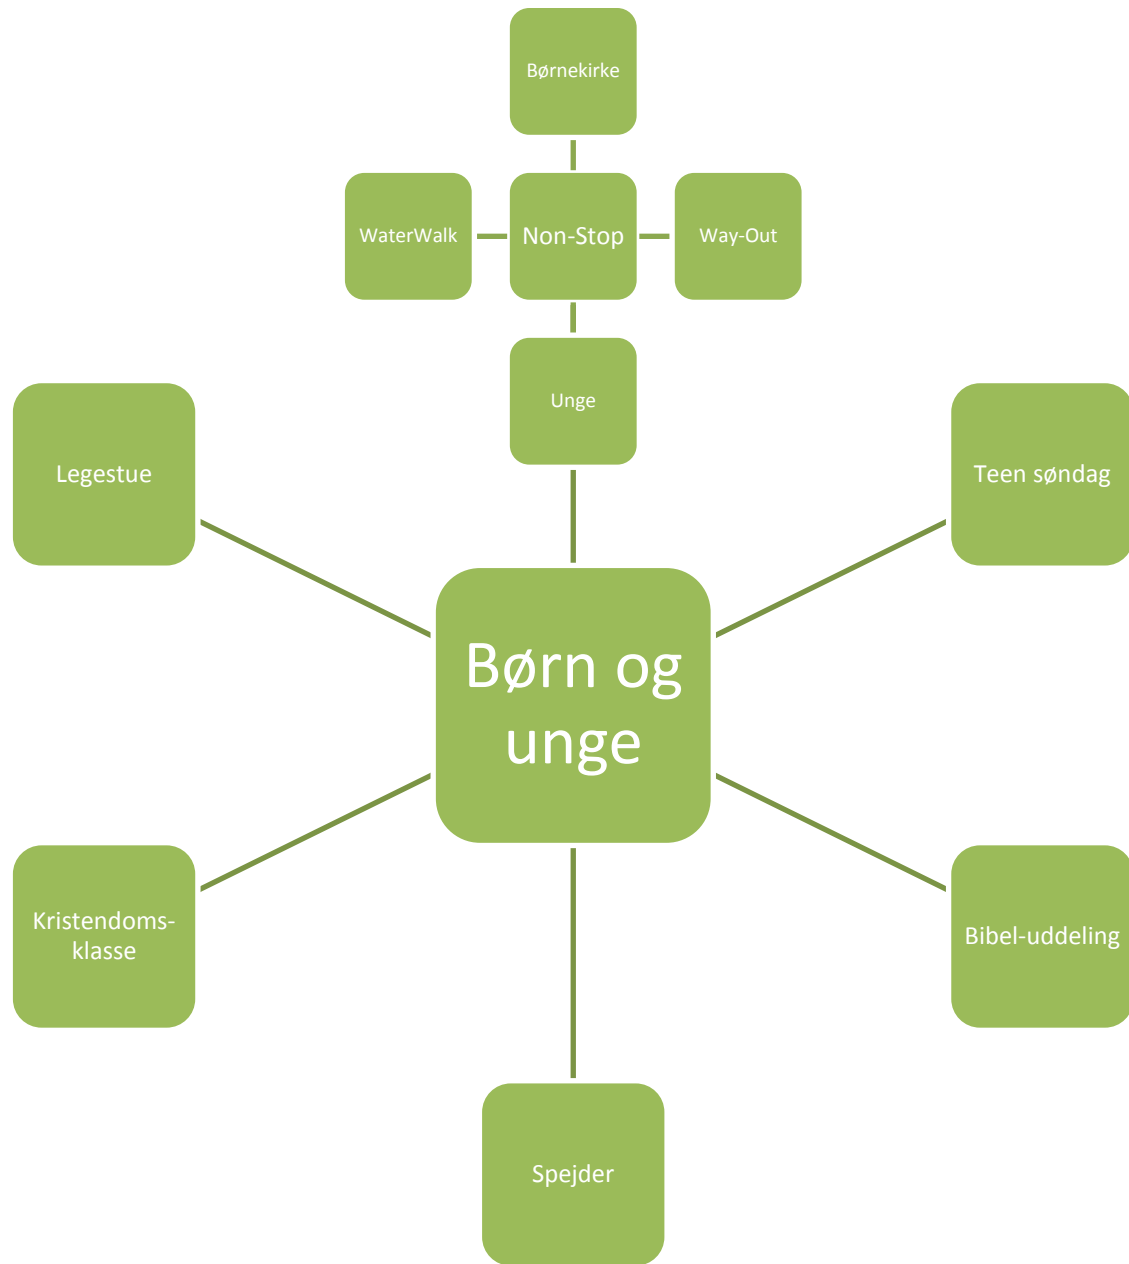 Børnekirke
WaterWalk
Non-Stop
Way-Out
Unge
Legestue
Teen søndag
Børn og
unge
Kristendoms-
klasse
Bibel-uddeling
Spejder